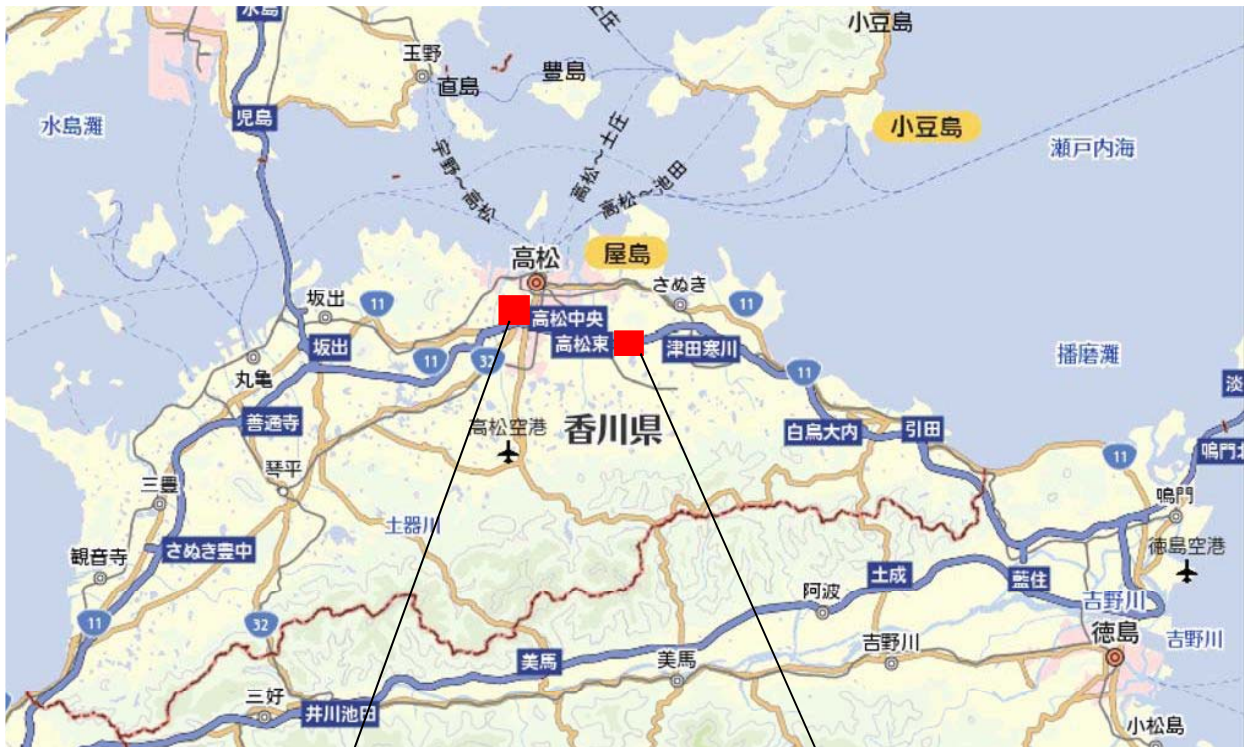 水島
小豆島
玉野
直島
豊島
水島灘
児島
小豆島
瀬戸内海
宇野～高松
高松～土庄
高松～池田
高松
屋島
さぬき
坂出
11
高松中央
高松東
津田寒川
坂出
11
32
播磨灘
丸亀
11
善通寺
高松空港
香川県
白鳥大内
引田
11
鳴門北
琴平
三豊
土器川
鳴門
徳島空港
さぬき豊中
観音寺
土成
藍住
阿波
吉野川
11
32
徳島
吉野川
吉野川
美馬
美馬
三好
井川池田
小松島